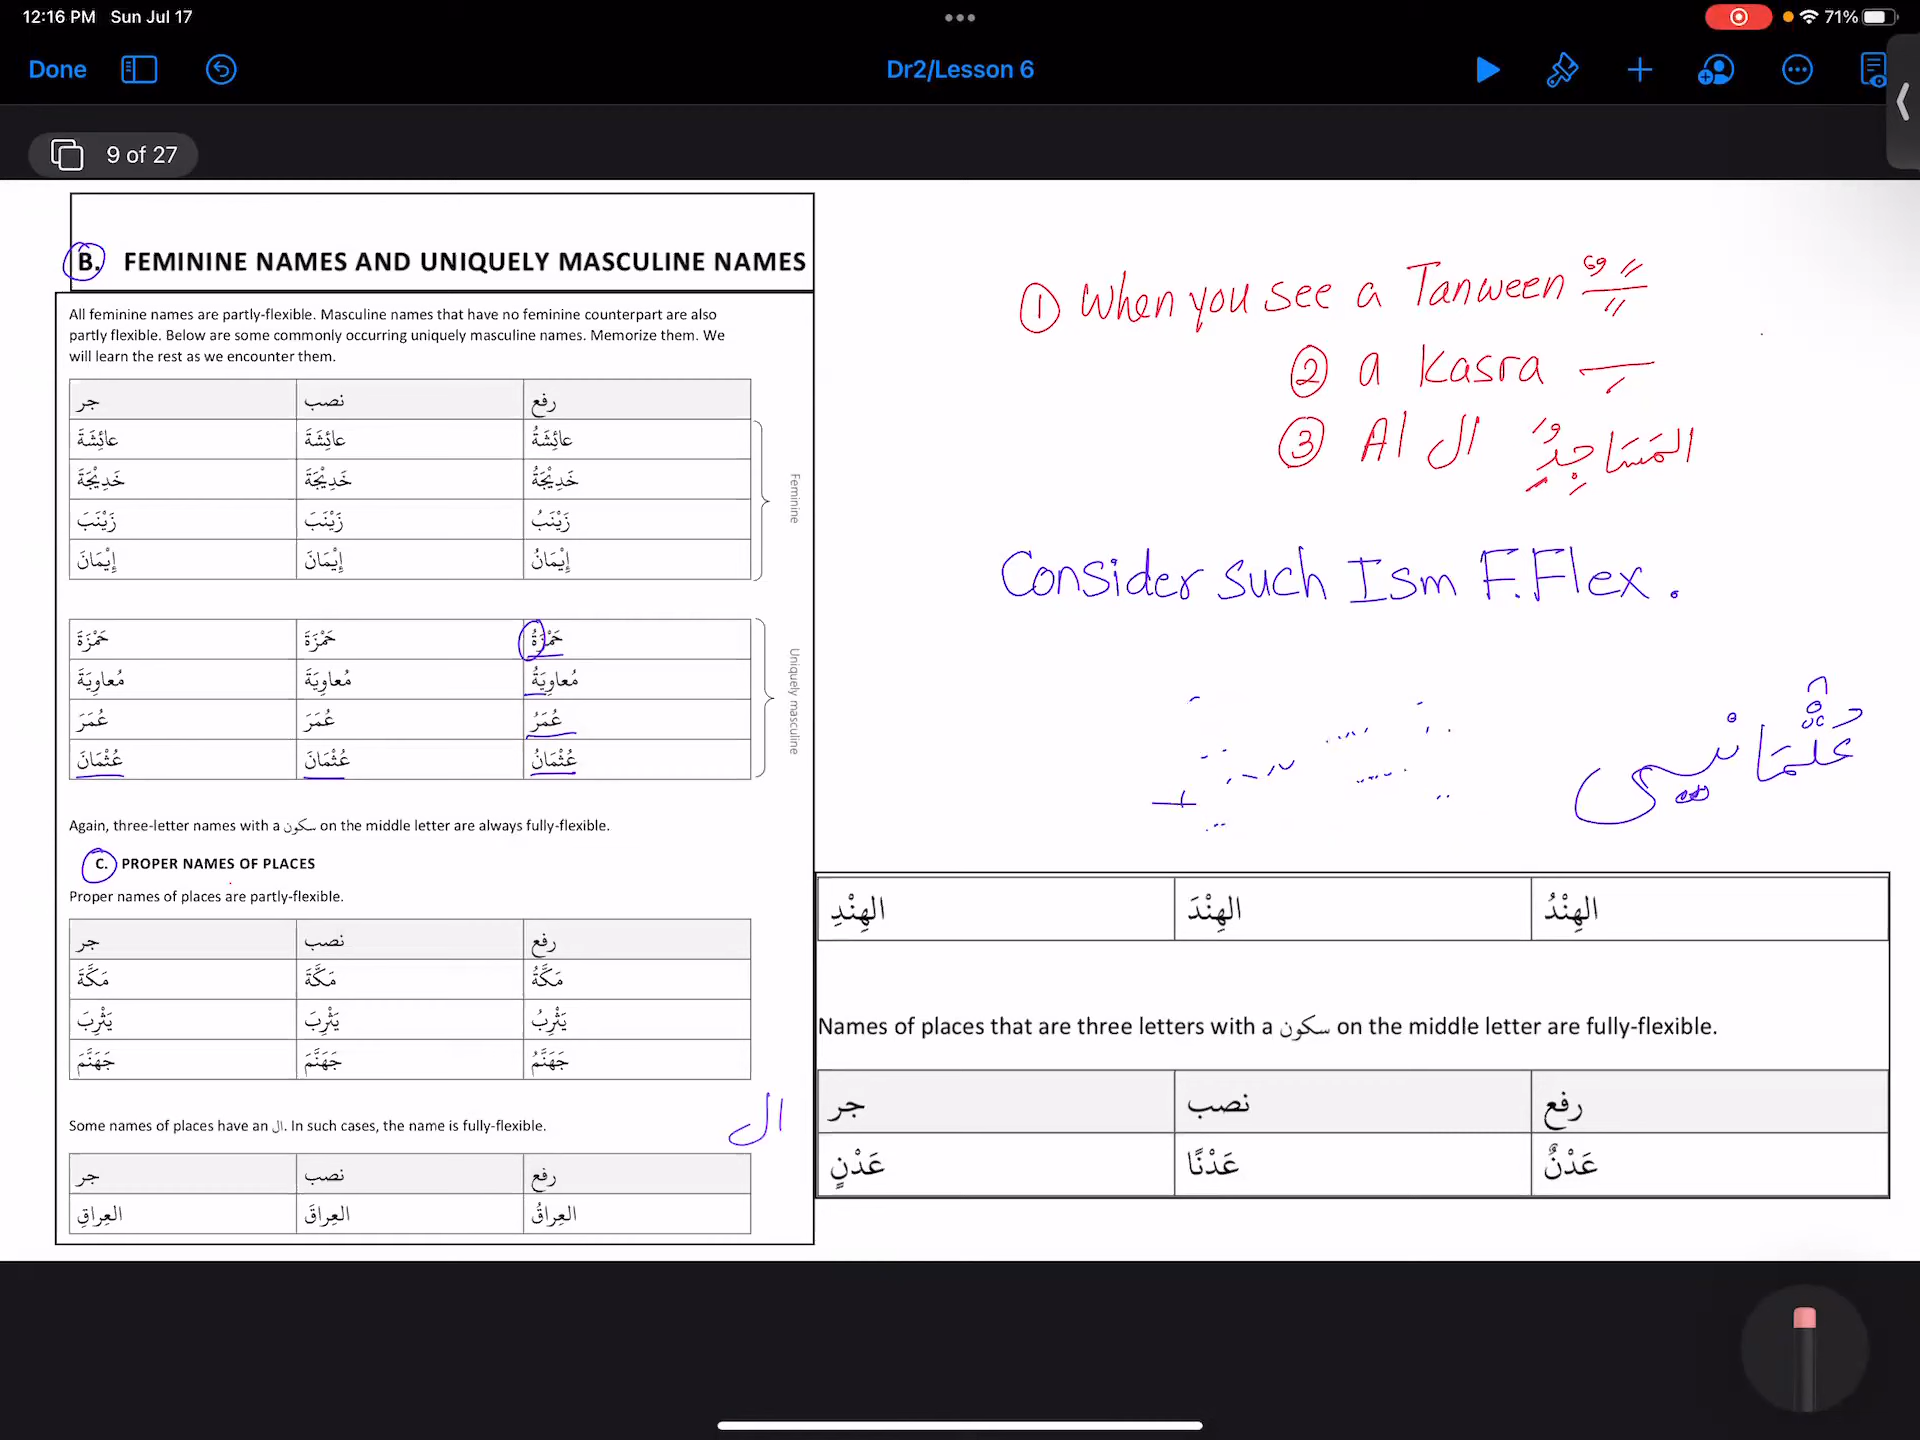 12:16 PM Sun Jul 17
71%
Done
Dr2/Lesson 6
9 of 27
B. FEMININE NAMES AND UNIQUELY MASCULINE NAMES
All feminine names are partly-flexible. Masculine names that have no feminine counterpart are also
partly flexible. Below are some commonly occurring uniquely masculine names. Memorize them. We
will learn the rest as we encounter them.
رفع نصب جر
عائِشَةُ عائِشَةَ عائِشَةَ
خَدِيْجَةُ خَدِيْجَةَ خَدِيْجَةَ
زَيْنَبُ زَيْنَبَ زَيْنَبَ
إِيْمَانُ إِيْمَانَ إِيْمَانَ
Feminine
حَمْزَةُ حَمْزَةَ حَمْزَةَ
مُعاوِيَةُ مُعاوِيَةَ مُعاوِيَةَ
عُمَرُ عُمَرَ عُمَرَ
عُثْمَانُ عُثْمَانَ عُثْمَانَ
Uniquely masculine
Again, three-letter names with a سكون on the middle letter are always fully-flexible.
C. PROPER NAMES OF PLACES
Proper names of places are partly-flexible.
رفع نصب جر
مَكَّةُ مَكَّةَ مَكَّةَ
يَثْرِبُ يَثْرِبَ يَثْرِبَ
جَهَنَّمُ جَهَنَّمَ جَهَنَّمَ
ال
Some names of places have an ال. In such cases, the name is fully-flexible.
رفع نصب جر
العِراقُ العِراقَ العِراقِ
① When you see a Tanween
② a Kasra
③ Al ال المَسَاجِدُ
Consider such Ism F.Flex.
الهِنْدُ الهِنْدَ الهِنْدِ
Names of places that are three letters with a سكون on the middle letter are fully-flexible.
رفع نصب جر
عَدْنٌ عَدْنًا عَدْنٍ